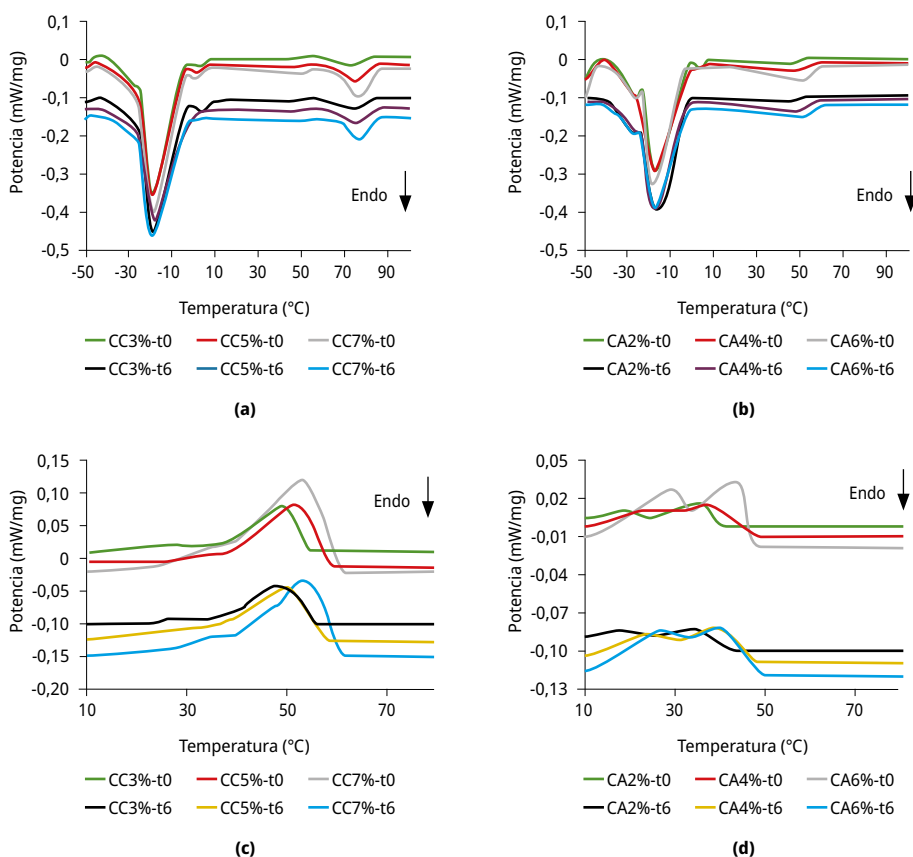 0,1
0
-0,1
-0,2
-0,3
-0,4
-0,5
Potencia (mW/mg)
Endo
-50 -30 -10 10 30 50 70 90
Temperatura (°C)
CC3%-t0 CC5%-t0 CC7%-t0
CC3%-t6 CC5%-t6 CC7%-t6
(a)
0,1
0
-0,1
-0,2
-0,3
-0,4
-0,5
Potencia (mW/mg)
Endo
-50 -30 -10 10 30 50 70 90
Temperatura (°C)
CA2%-t0 CA4%-t0 CA6%-t0
CA2%-t6 CA4%-t6 CA6%-t6
(b)
0,15
0,10
0,05
0
-0,05
-0,10
-0,15
-0,20
Potencia (mW/mg)
Endo
10 30 50 70
Temperatura (°C)
CC3%-t0 CC5%-t0 CC7%-t0
CC3%-t6 CC5%-t6 CC7%-t6
(c)
0,05
0,02
-0,01
-0,04
-0,07
-0,10
-0,13
Potencia (mW/mg)
Endo
10 30 50 70
Temperatura (°C)
CA2%-t0 CA4%-t0 CA6%-t0
CA2%-t6 CA4%-t6 CA6%-t6
(d)